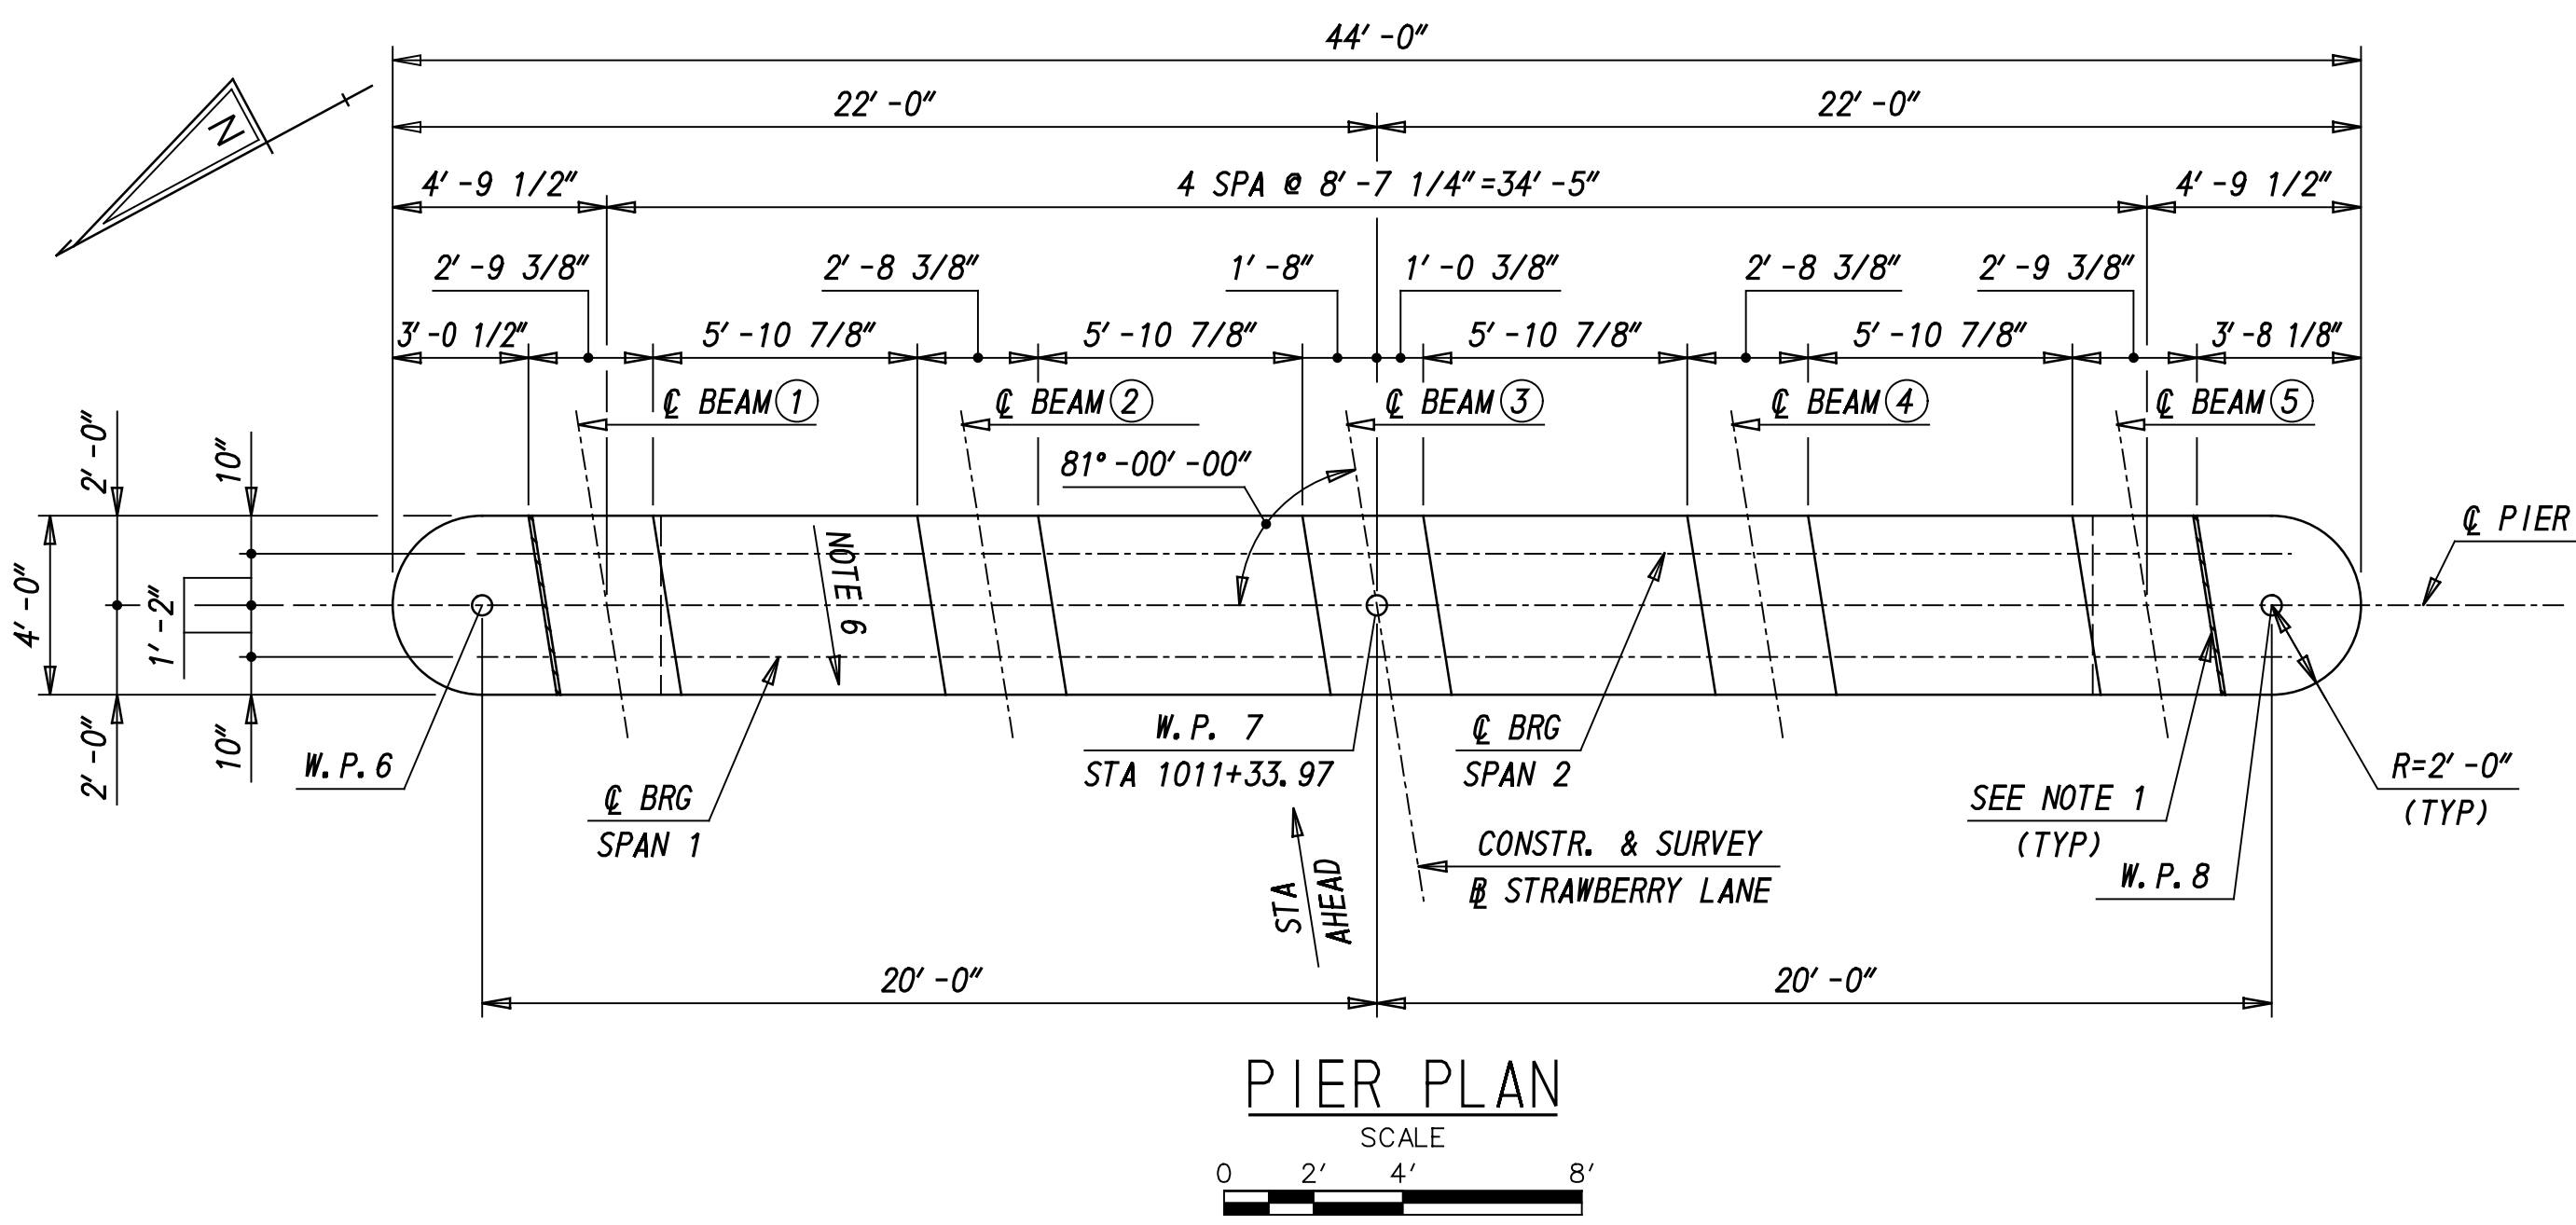 44'-0"
22'-0"
22'-0"
N
4'-9 1/2"
4 SPA @ 8'-7 1/4"=34'-5"
4'-9 1/2"
2'-9 3/8"
2'-8 3/8"
1'-8"
1'-0 3/8"
2'-8 3/8"
2'-9 3/8"
3'-0 1/2"
5'-10 7/8"
5'-10 7/8"
5'-10 7/8"
5'-10 7/8"
3'-8 1/8"
℄ BEAM 1
℄ BEAM 2
℄ BEAM 3
℄ BEAM 4
℄ BEAM 5
2'-0"
10"
81°-00'-00"
℄ PIER
NOTE 6
4'-0"
1'-2"
2'-0"
10"
W.P.6
℄ BRG
SPAN 1
W.P. 7
STA 1011+33.97
℄ BRG
SPAN 2
SEE NOTE 1
(TYP)
R=2'-0"
(TYP)
W.P.8
CONSTR. & SURVEY
BL STRAWBERRY LANE
STA
AHEAD
20'-0"
20'-0"
PIER PLAN
SCALE
0 2' 4' 8'